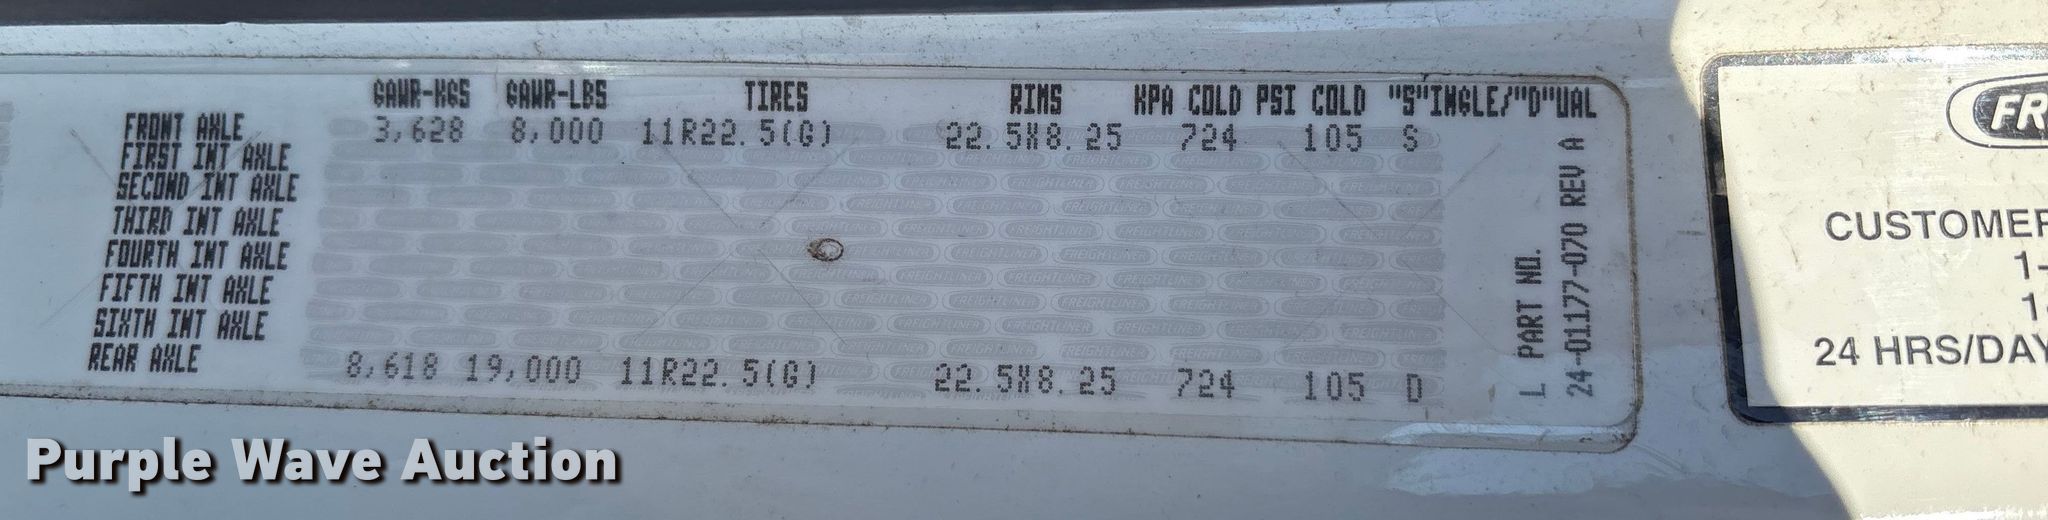 GAWR-KGS GAWR-LBS TIRES RIMS KPA COLD PSI COLD "S"INGLE/"D"UAL
FRONT AXLE 3,628 8,000 11R22.5(G) 22.5X8.25 724 105 S
FIRST INT AXLE
SECOND INT AXLE
THIRD INT AXLE
FOURTH INT AXLE
FIFTH INT AXLE
SIXTH INT AXLE
REAR AXLE 8,618 19,000 11R22.5(G) 22.5X8.25 724 105 D
L PART NO.
24-01177-070 REV A
FR
CUSTOMER
1-
1
24 HRS/DAY
Purple Wave Auction